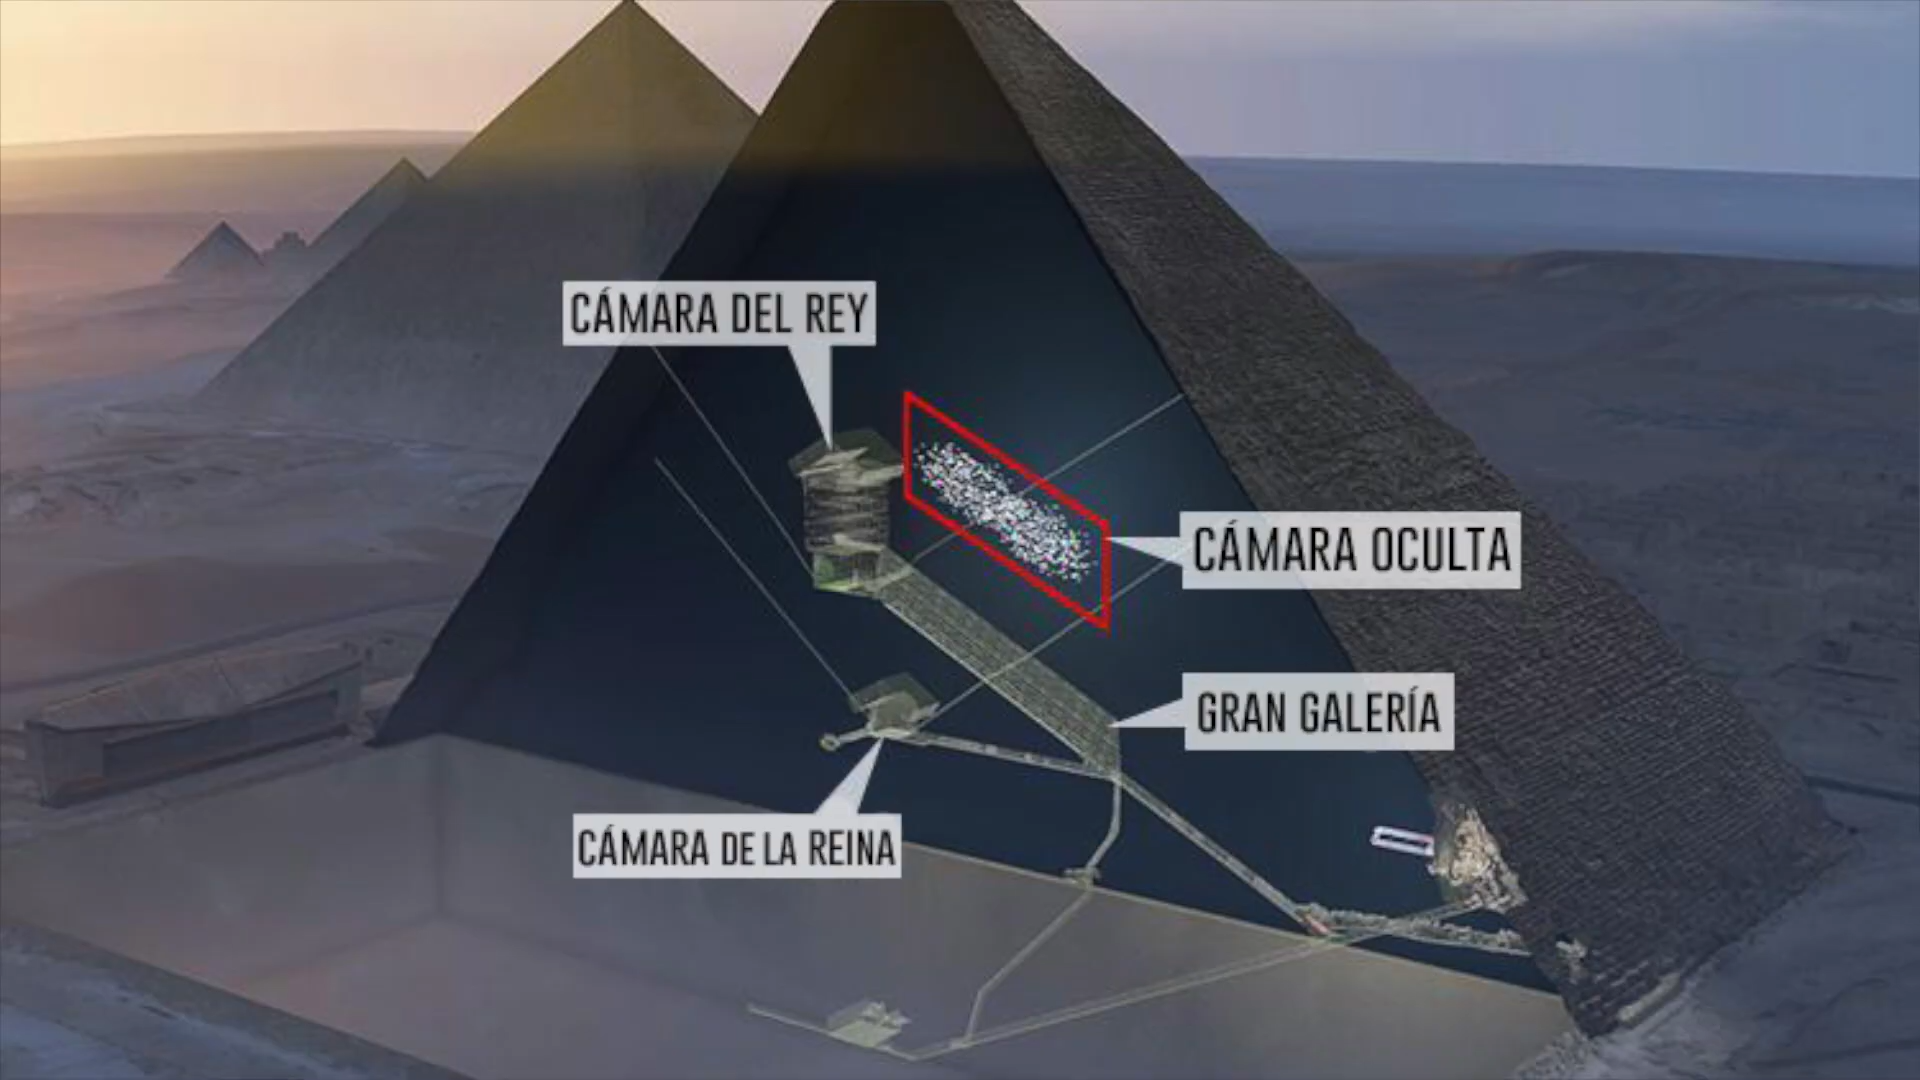 CÁMARA DEL REY
CÁMARA OCULTA
GRAN GALERÍA
CÁMARA DE LA REINA